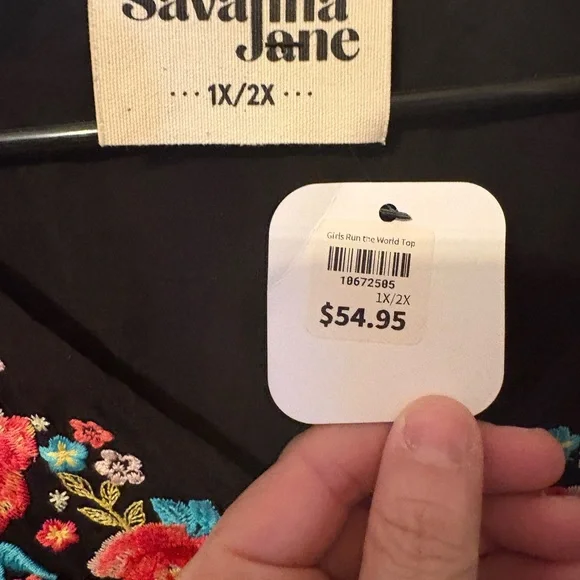 Savanna
Jane
··· 1X/2X ···
Girls Run the World Top
10672505
1X/2X
$54.95